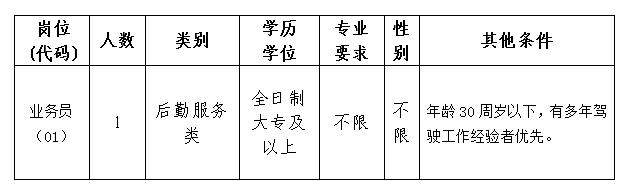 岗位
(代码)
人数
类别
学历
学位
专业
要求
性
别
其他条件
业务员
（01）
1
后勤服务
类
全日制
大专及
以上
不限
不
限
年龄30周岁以下，有多年驾
驶工作经验者优先。